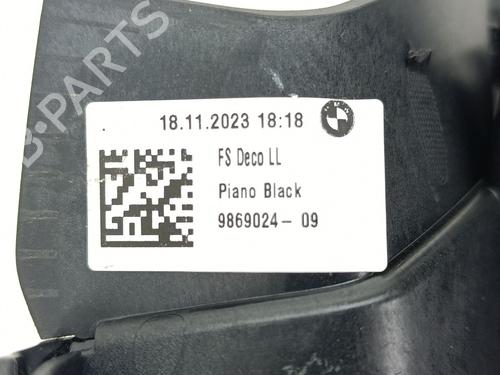 B-PARTS
18.11.2023 18:18
FS Deco LL
Piano Black
9869024- 09